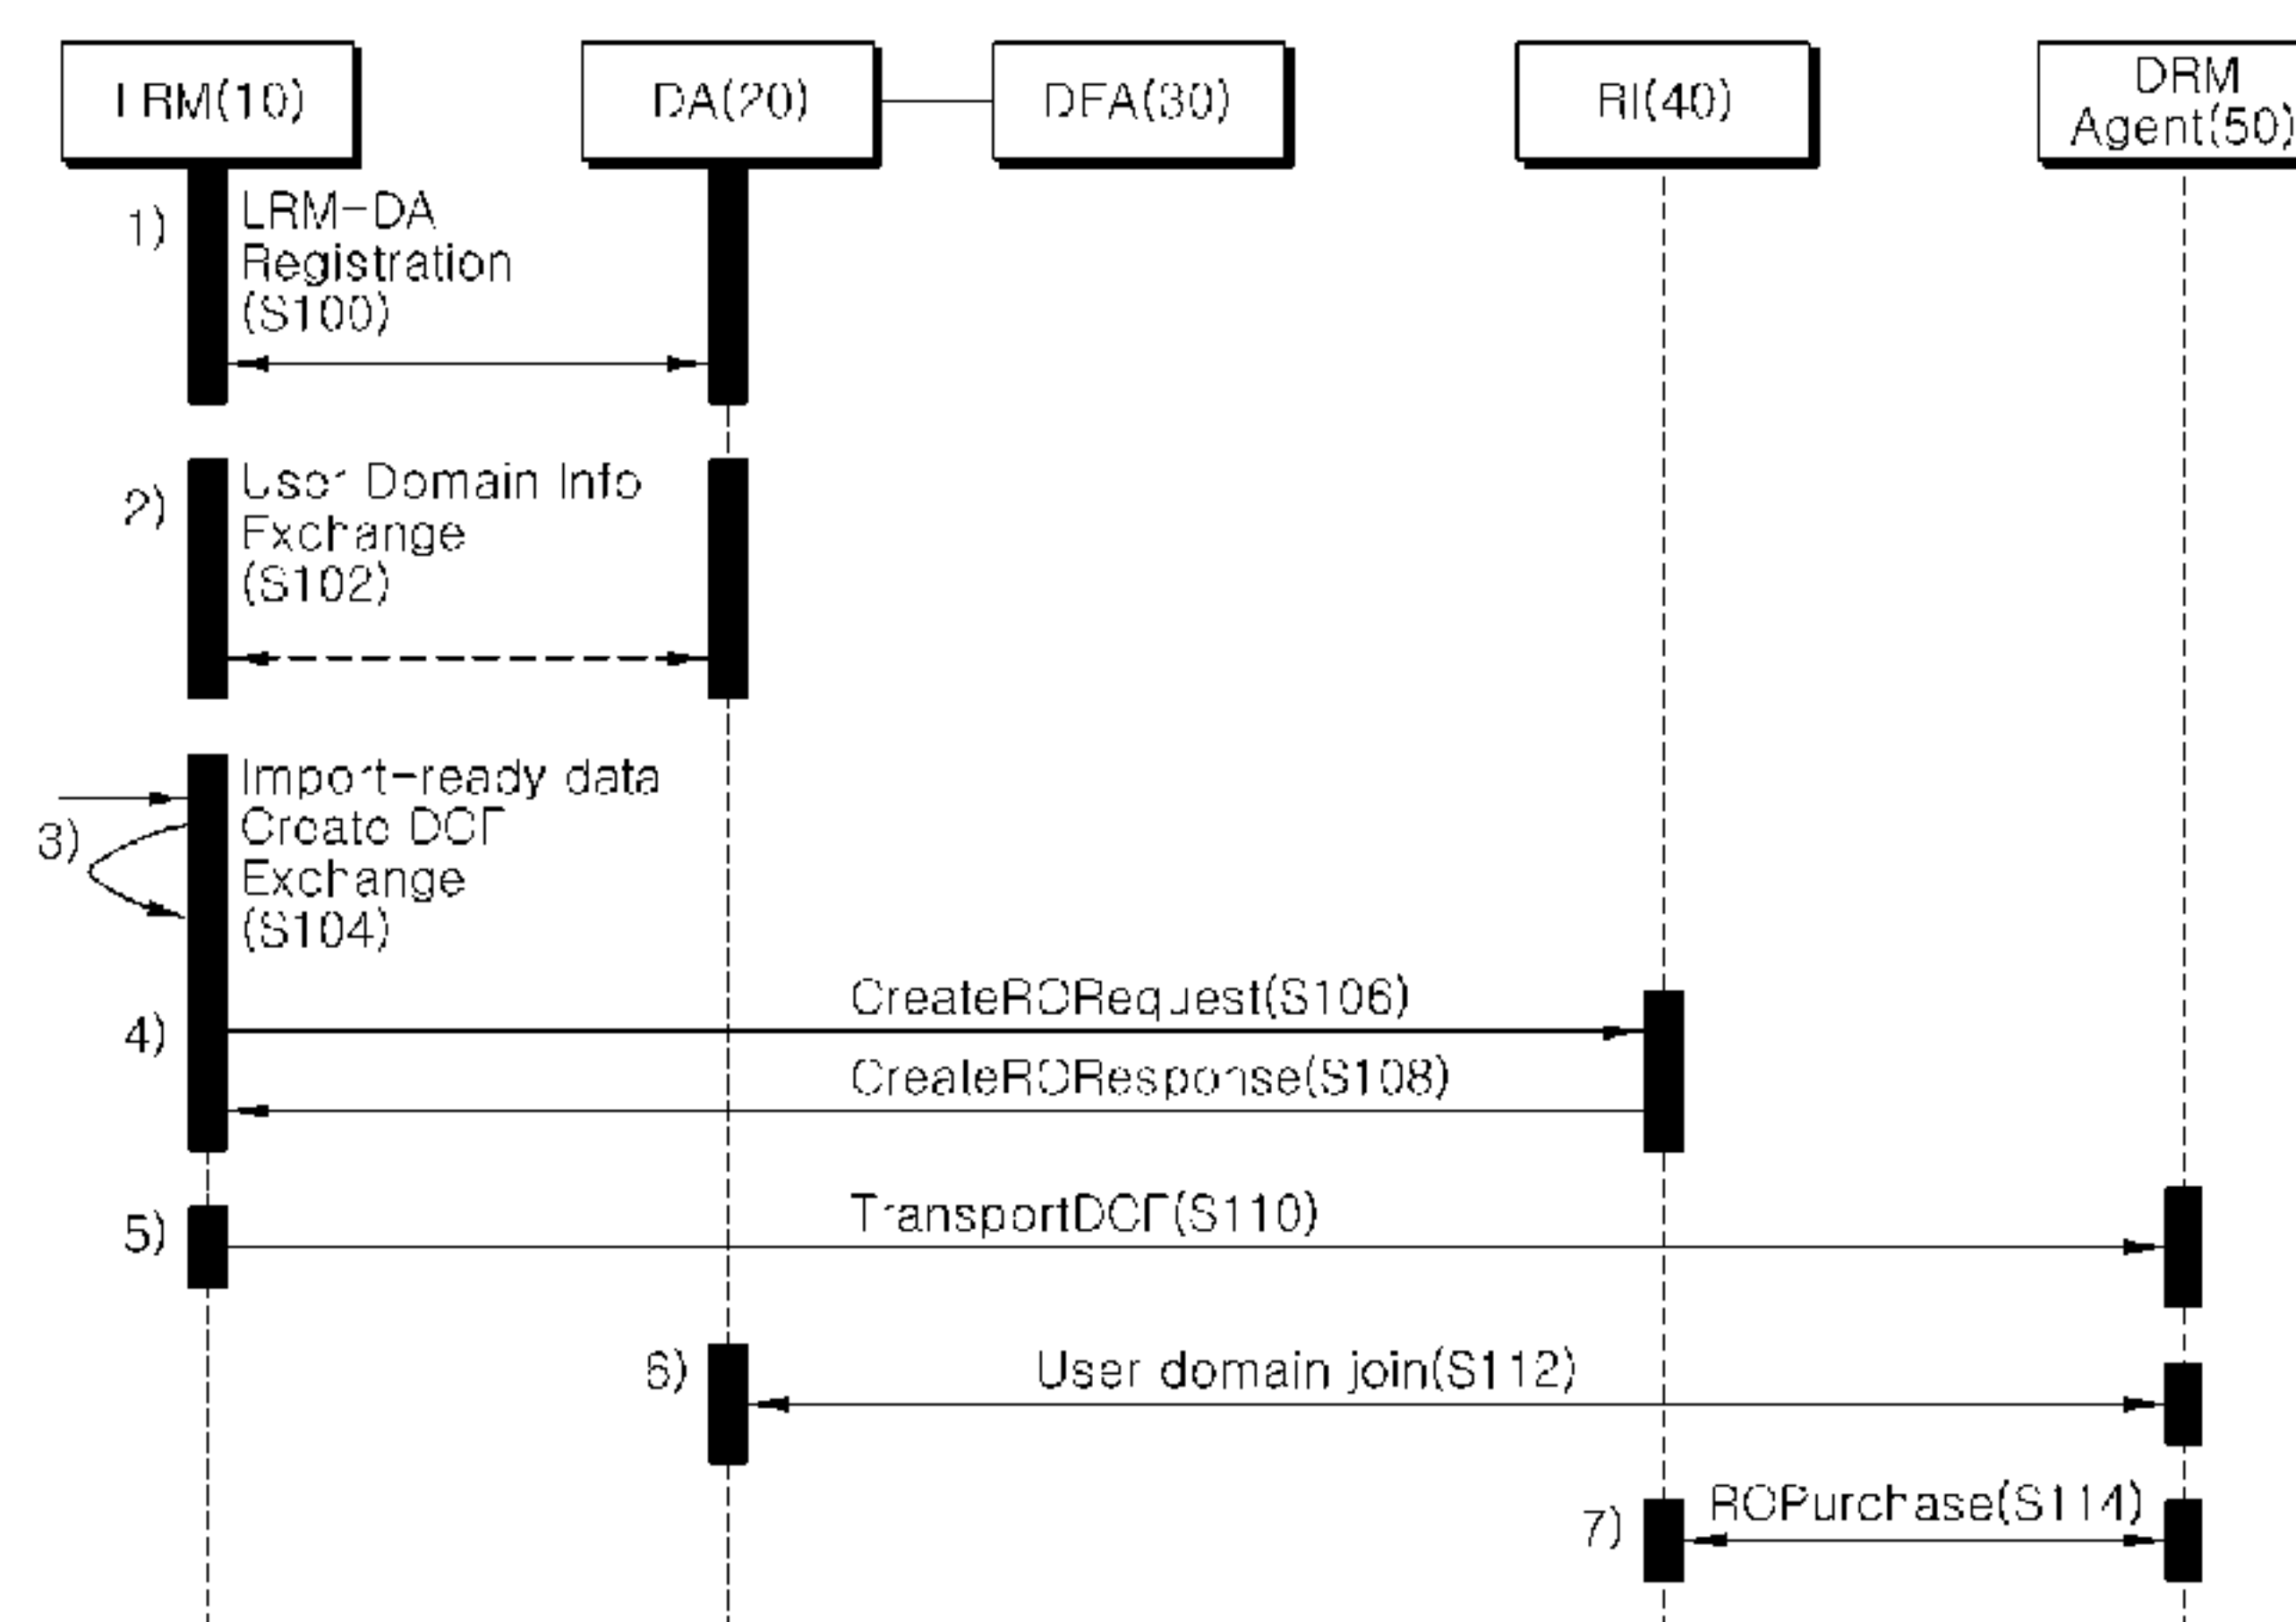 LRM(10)
DA(20)
DEA(30)
RI(40)
DRM
Agent(50)
1)
LRM-DA
Registration
(S100)
2)
User Domain Info
Exchange
(S102)
3)
Import-ready data
Create DCF
Exchange
(S104)
4)
CreateRORequest(S106)
CreateROResponse(S108)
5)
TransportDCF(S110)
6)
User domain join(S112)
7)
ROPurchase(S114)